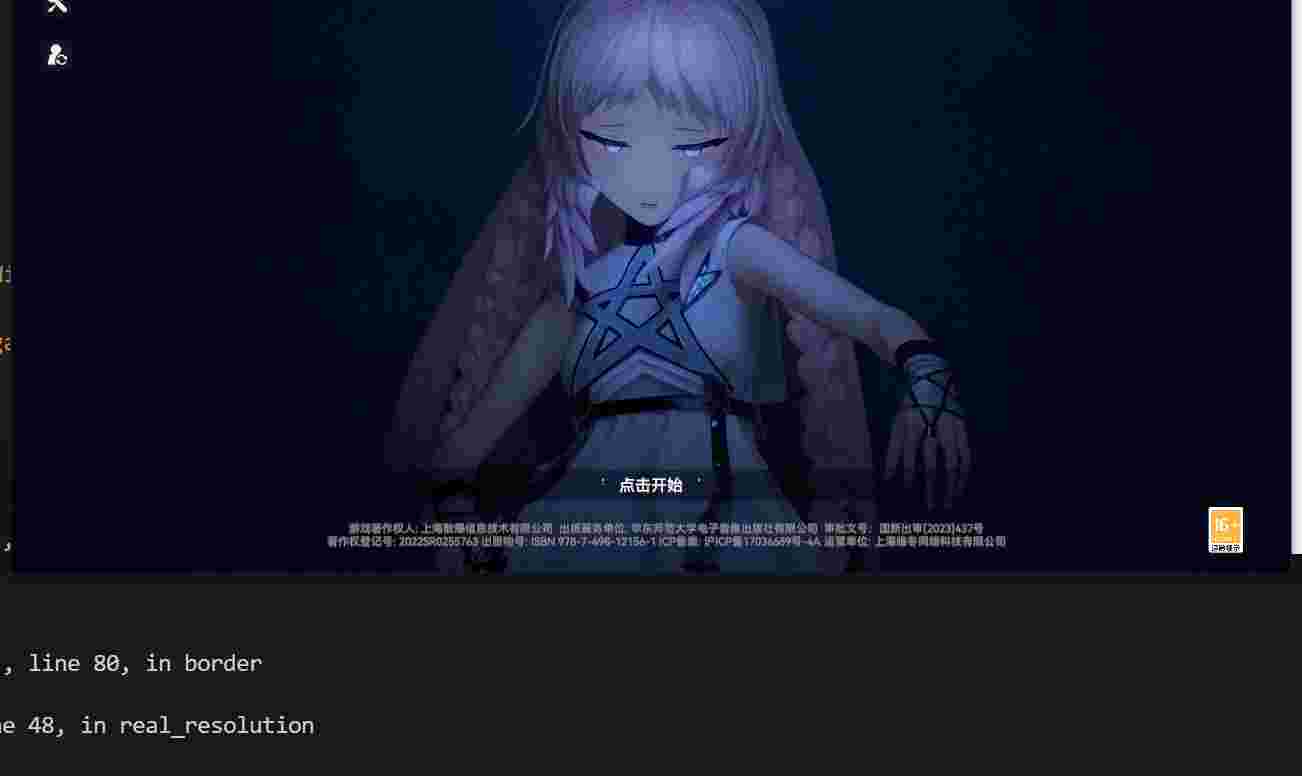 点击开始
游戏著作权人: 上海散爆信息技术有限公司 出版服务单位: 华东师范大学电子音像出版社有限公司 审批文号: 国新出审[2023]437号
著作权登记号: 2022SR0255763 出版物号: ISBN 978-7-498-12156-1 ICP备案: 沪ICP备17036589号-4A 运营单位: 上海暗冬网络科技有限公司
16+
, line 80, in border
48, in real_resolution